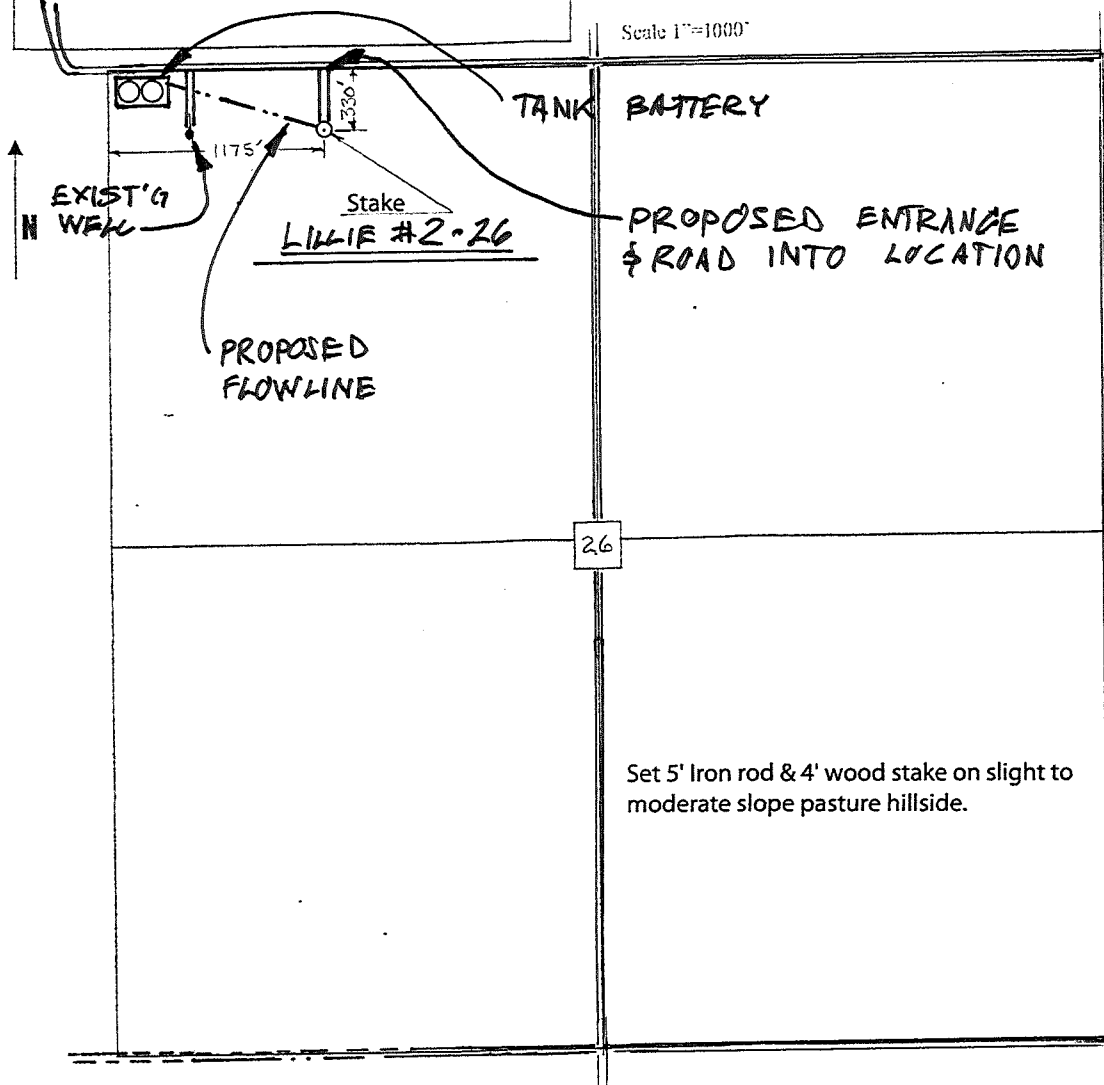 Scale 1"=1000'
TANK BATTERY
330'
1175'
EXIST'G
WELL
N
Stake
LILLIE #2-26
PROPOSED ENTRANCE
& ROAD INTO LOCATION
PROPOSED
FLOWLINE
26
Set 5' Iron rod & 4' wood stake on slight to
moderate slope pasture hillside.